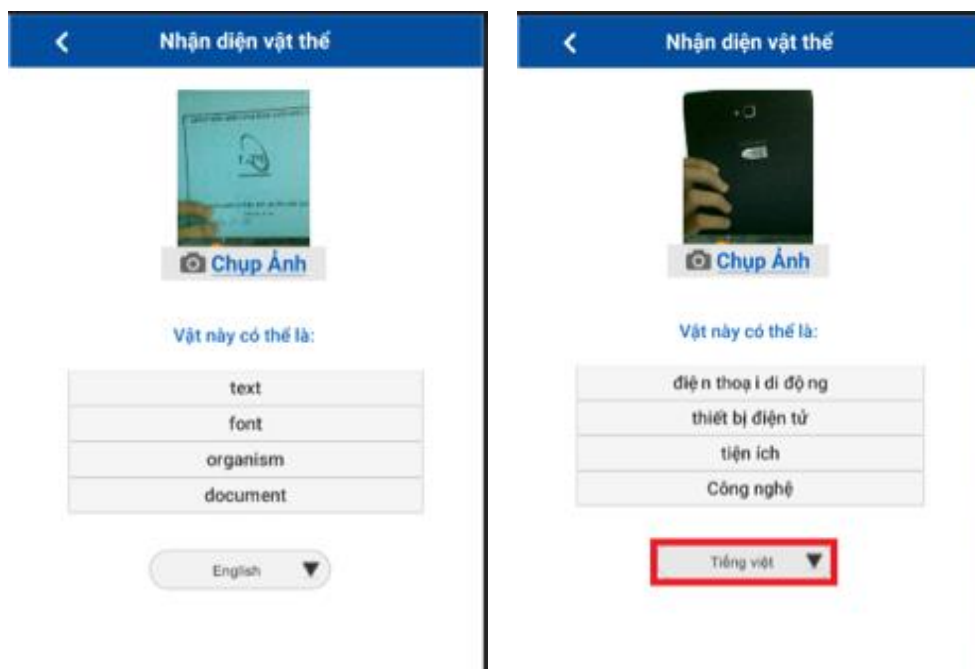 Nhận diện vật thể
Chụp Ảnh
Vật này có thể là:
text
font
organism
document
English
Nhận diện vật thể
Chụp Ảnh
Vật này có thể là:
điệ n thoạ i di độ ng
thiết bị điện tử
tiện ích
Công nghệ
Tiếng việt